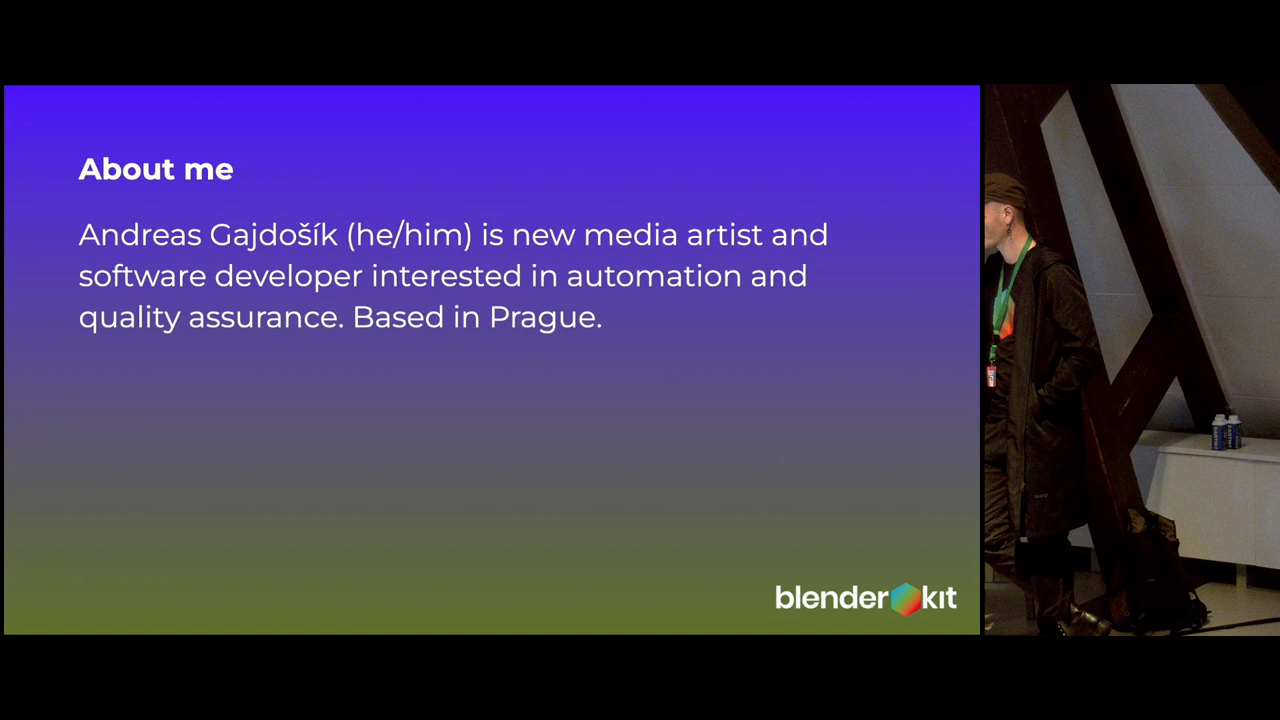 About me
Andreas Gajdošík (he/him) is new media artist and
software developer interested in automation and
quality assurance. Based in Prague.
blenderkıt